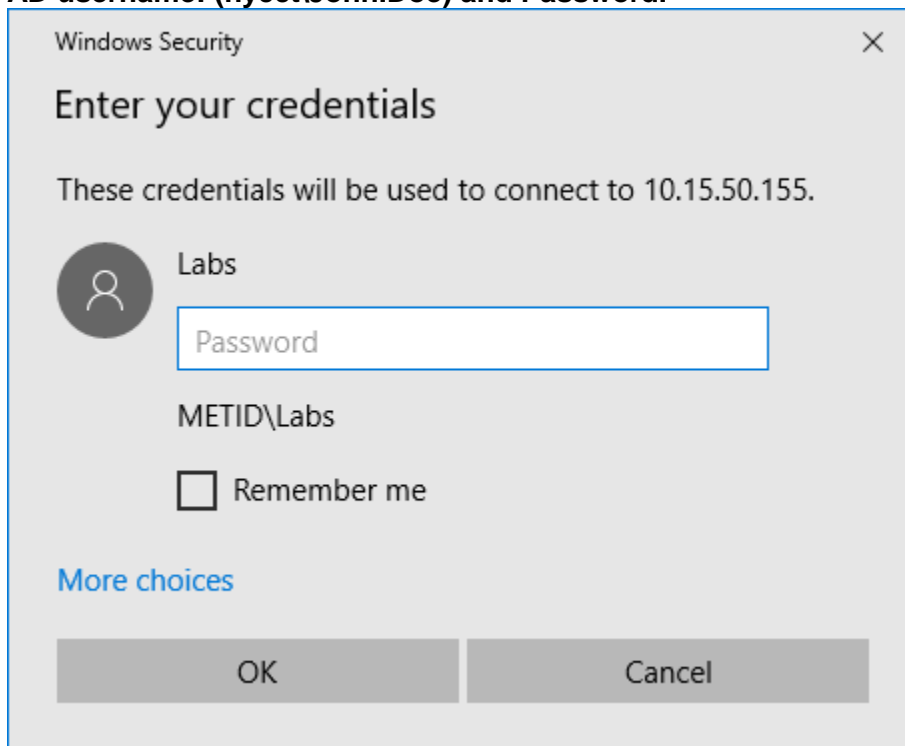 Windows Security
Enter your credentials
These credentials will be used to connect to 10.15.50.155.
Labs
Password
METID\Labs
Remember me
More choices
OK
Cancel